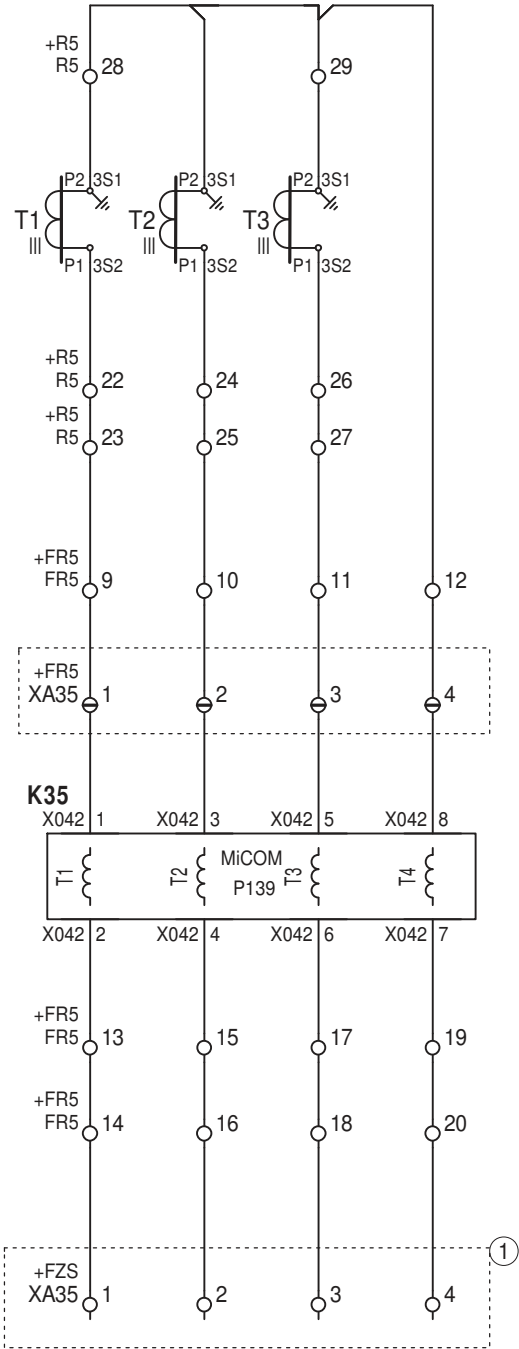 +R5
R5 28 29
P2 3S1 P2 3S1 P2 3S1
T1 T2 T3
III III III
P1 3S2 P1 3S2 P1 3S2
+R5
R5 22 24 26
+R5
R5 23 25 27
+FR5
FR5 9 10 11 12
+FR5
XA35 1 2 3 4
K35
X042 1 X042 3 X042 5 X042 8
T1 T2 MiCOM T3 T4
P139
X042 2 X042 4 X042 6 X042 7
+FR5
FR5 13 15 17 19
+FR5
FR5 14 16 18 20
1
+FZS
XA35 1 2 3 4